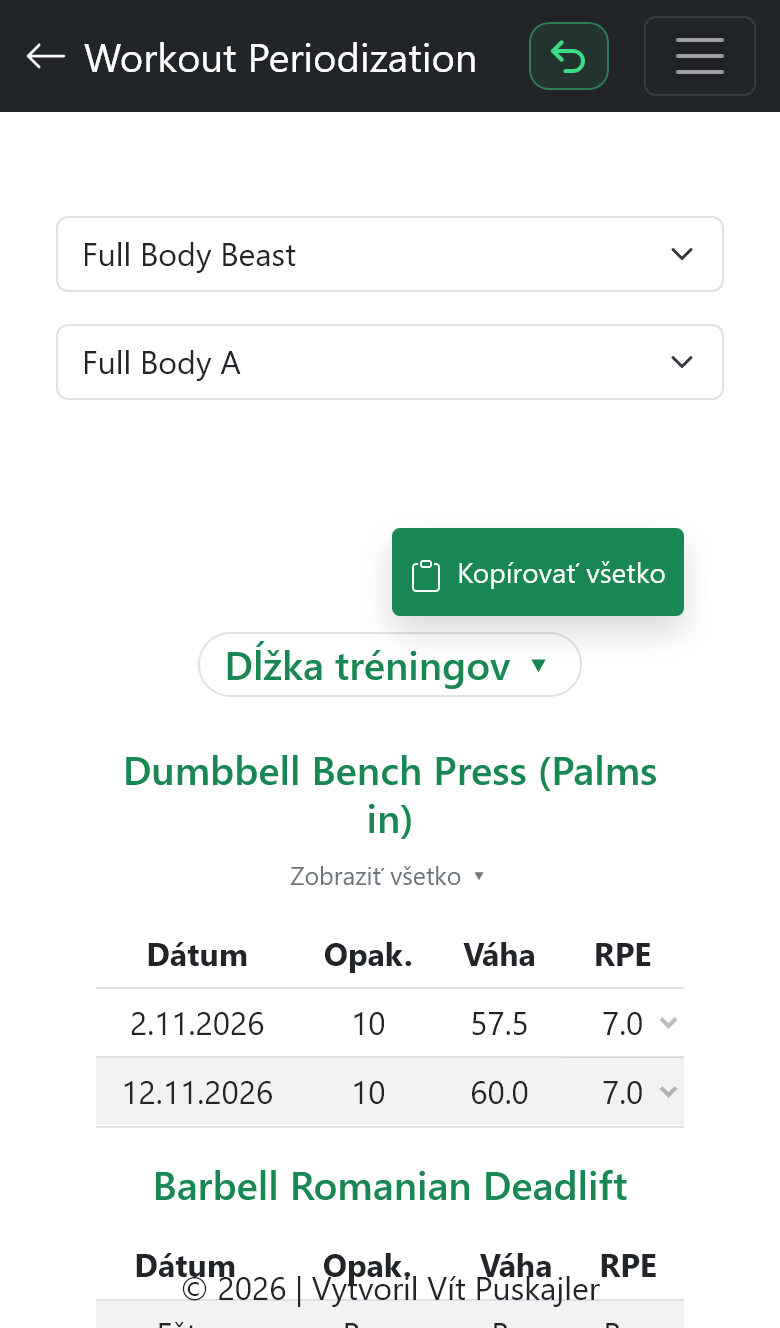 Workout Periodization
Full Body Beast
Full Body A
Kopírovať všetko
Dĺžka tréningov ▼
Dumbbell Bench Press (Palms
in)
Zobraziť všetko ▼
Dátum Opak. Váha RPE
2.11.2026 10 57.5 7.0
12.11.2026 10 60.0 7.0
Barbell Romanian Deadlift
Dátum Opak. Váha RPE
© 2026 | Vytvoril Vít Puskajler